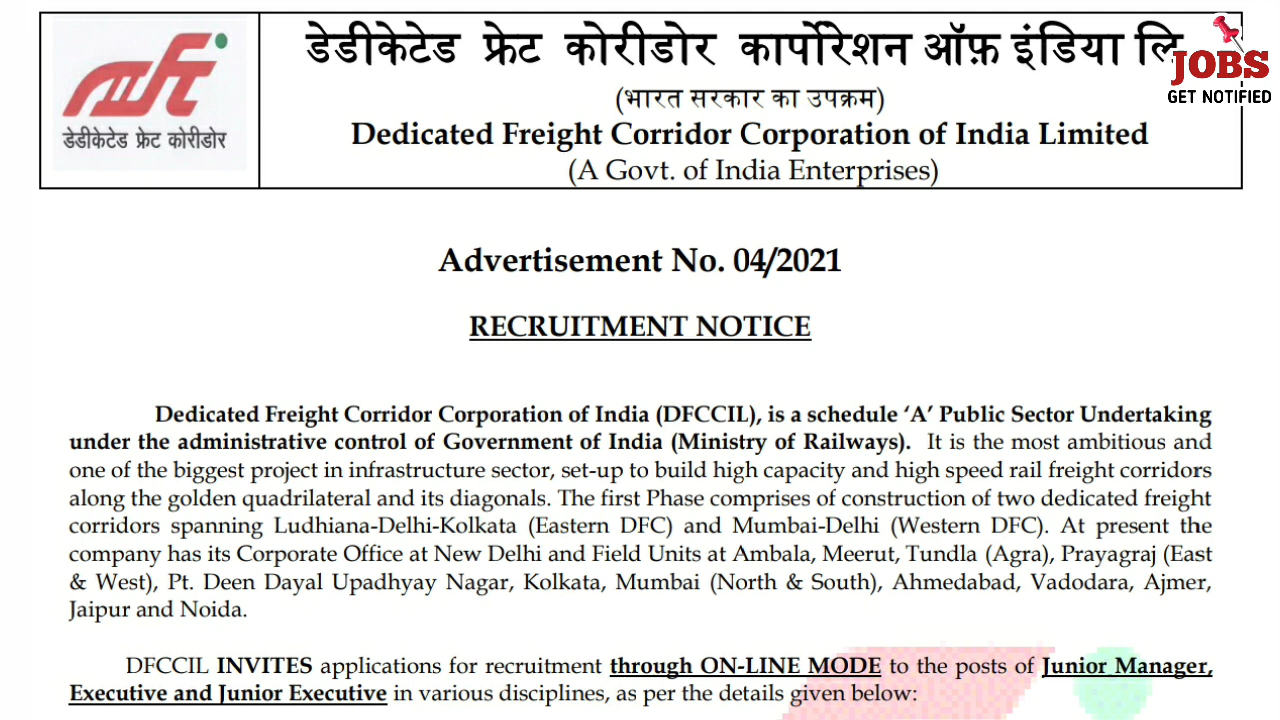 डेडीकेटेड फ्रेट कोरीडोर
डेडीकेटेड फ्रेट कोरीडोर कार्पोरेशन ऑफ़ इंडिया लि
(भारत सरकार का उपक्रम)
Dedicated Freight Corridor Corporation of India Limited
(A Govt. of India Enterprises)
JOBS
GET NOTIFIED
Advertisement No. 04/2021
RECRUITMENT NOTICE
Dedicated Freight Corridor Corporation of India (DFCCIL), is a schedule ‘A’ Public Sector Undertaking
under the administrative control of Government of India (Ministry of Railways). It is the most ambitious and
one of the biggest project in infrastructure sector, set-up to build high capacity and high speed rail freight corridors
along the golden quadrilateral and its diagonals. The first Phase comprises of construction of two dedicated freight
corridors spanning Ludhiana-Delhi-Kolkata (Eastern DFC) and Mumbai-Delhi (Western DFC). At present the
company has its Corporate Office at New Delhi and Field Units at Ambala, Meerut, Tundla (Agra), Prayagraj (East
& West), Pt. Deen Dayal Upadhyay Nagar, Kolkata, Mumbai (North & South), Ahmedabad, Vadodara, Ajmer,
Jaipur and Noida.
DFCCIL INVITES applications for recruitment through ON-LINE MODE to the posts of Junior Manager,
Executive and Junior Executive in various disciplines, as per the details given below: